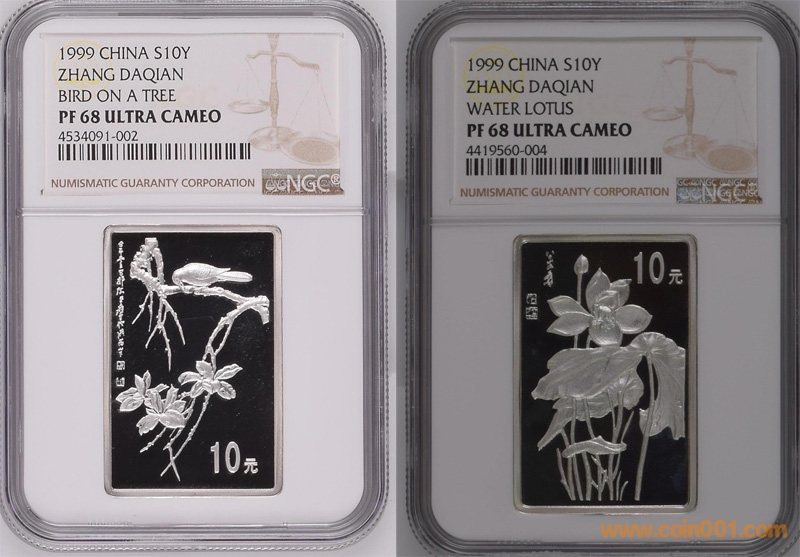 1999 CHINA S10Y
ZHANG DAQIAN
BIRD ON A TREE
PF 68 ULTRA CAMEO
4534091-002
NUMISMATIC GUARANTY CORPORATION
NGC®
10元
1999 CHINA S10Y
ZHANG DAQIAN
WATER LOTUS
PF 68 ULTRA CAMEO
4419560-004
NUMISMATIC GUARANTY CORPORATION
NGC
10元
www.coin001.com